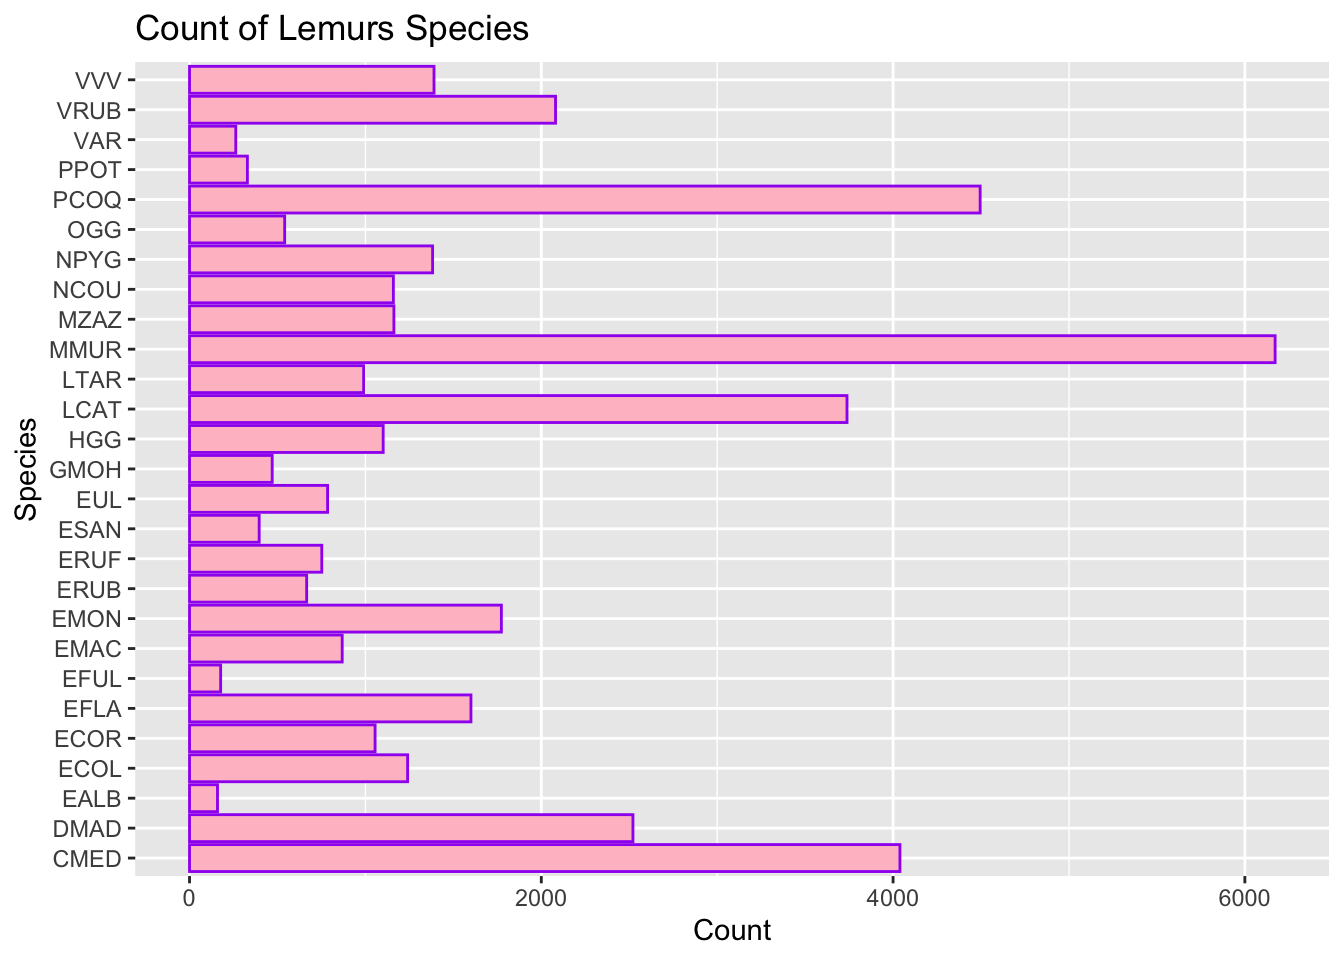 Count of Lemurs Species
VVV
VRUB
VAR
PPOT
PCOQ
OGG
NPYG
NCOU
MZAZ
MMUR
LTAR
LCAT
HGG
GMOH
EUL
ESAN
ERUF
ERUB
EMON
EMAC
EFUL
EFLA
ECOR
ECOL
EALB
DMAD
CMED
Species
0 2000 4000 6000
Count